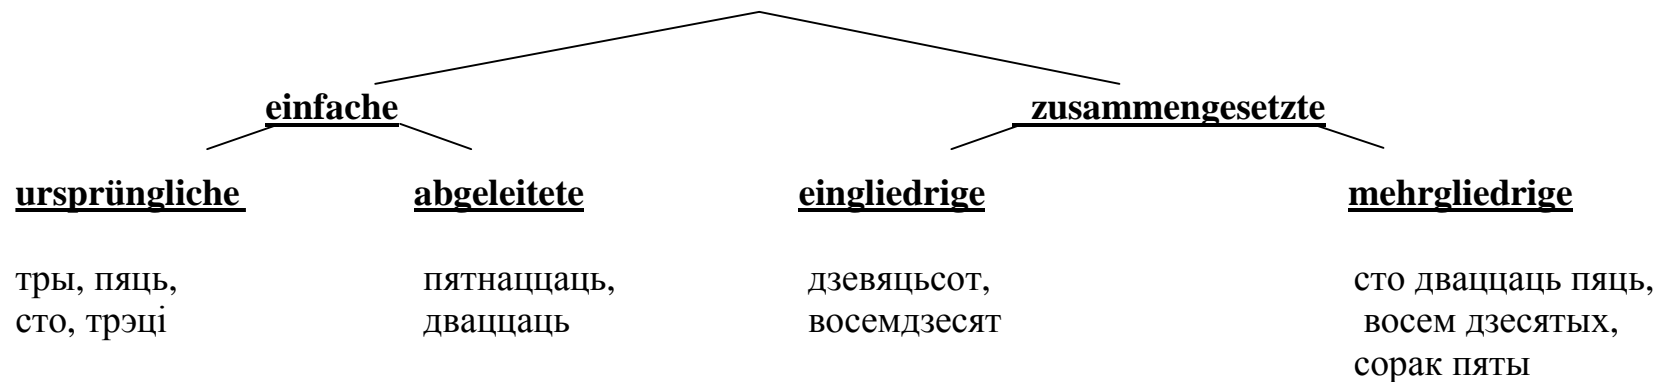 einfache zusammengesetzte
ursprüngliche abgeleitete eingliedrige mehrgliedrige
тры, пяць, пятнаццаць, дзевяцьсот, сто дваццаць пяць,
сто, трэці дваццаць восемдзесят восем дзесятых,
сорак пяты